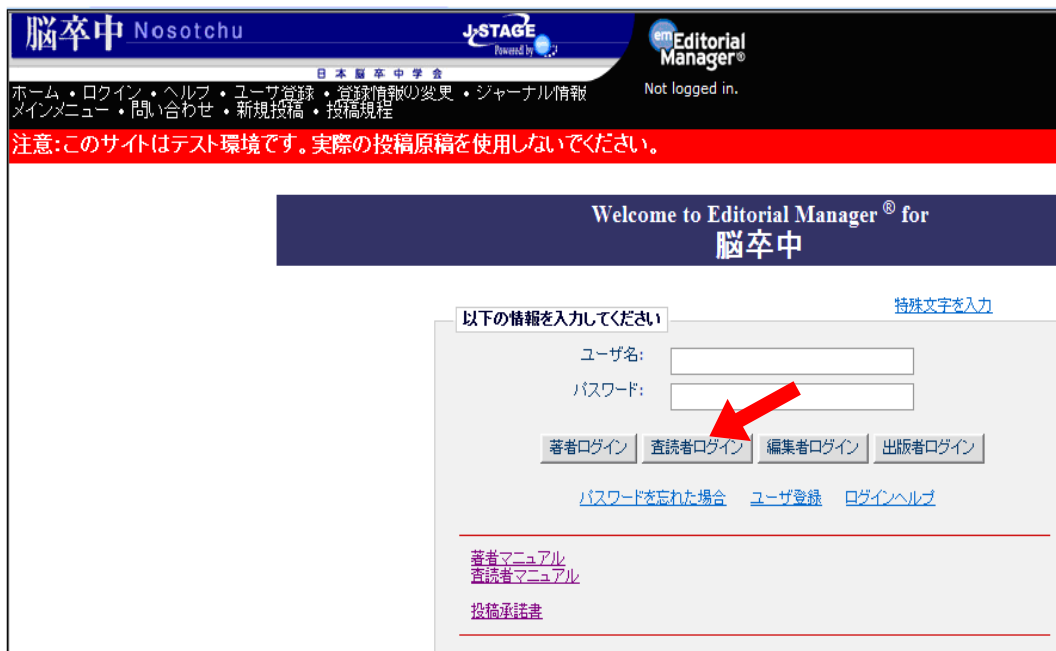 脳卒中 Nosotchu
J-STAGE
Powered by
日本脳卒中学会
em Editorial Manager®
Not logged in.
ホーム • ログイン • ヘルプ • ユーザ登録 • 登録情報の変更 • ジャーナル情報
メインメニュー • 問い合わせ • 新規投稿 • 投稿規程
注意:このサイトはテスト環境です。実際の投稿原稿を使用しないでください。
Welcome to Editorial Manager ® for
脳卒中
特殊文字を入力
以下の情報を入力してください
ユーザ名:
パスワード:
著者ログイン 査読者ログイン 編集者ログイン 出版者ログイン
パスワードを忘れた場合 ユーザ登録 ログインヘルプ
著者マニュアル
査読者マニュアル
投稿承諾書